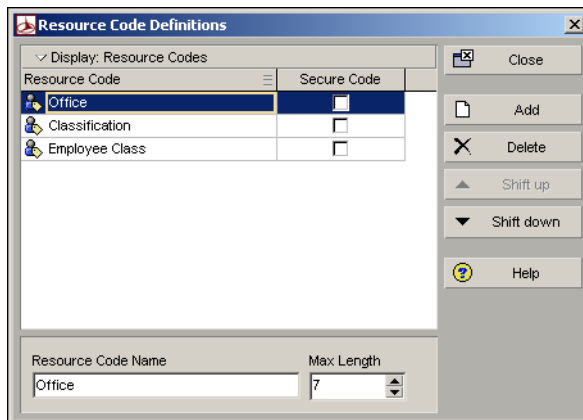 Resource Code Definitions
Display: Resource Codes
Resource Code Secure Code
Office
Classification
Employee Class
Close
Add
Delete
Shift up
Shift down
Help
Resource Code Name Max Length
Office 7